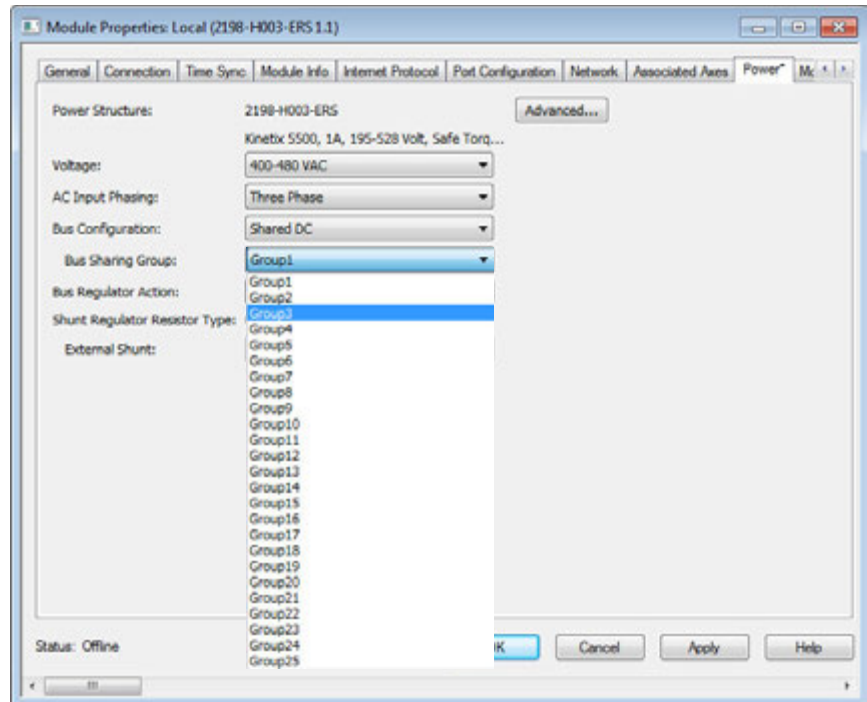 Module Properties: Local (2198-H003-ERS 1.1)
General Connection Time Sync Module Info Internet Protocol Port Configuration Network Associated Axes Power* Mc
Power Structure: 2198-H003-ERS Advanced...
Kinetix 5500, 1A, 195-528 Volt, Safe Torq...
Voltage: 400-480 VAC
AC Input Phasing: Three Phase
Bus Configuration: Shared DC
Bus Sharing Group: Group1
Group1
Bus Regulator Action:
Group2
Group3
Shunt Regulator Resistor Type:
Group4
Group5
External Shunt:
Group6
Group7
Group8
Group9
Group10
Group11
Group12
Group13
Group14
Group15
Group16
Group17
Group18
Group19
Group20
Group21
Group22
Group23
Status: Offline
Group24
K Cancel Apply Help
Group25